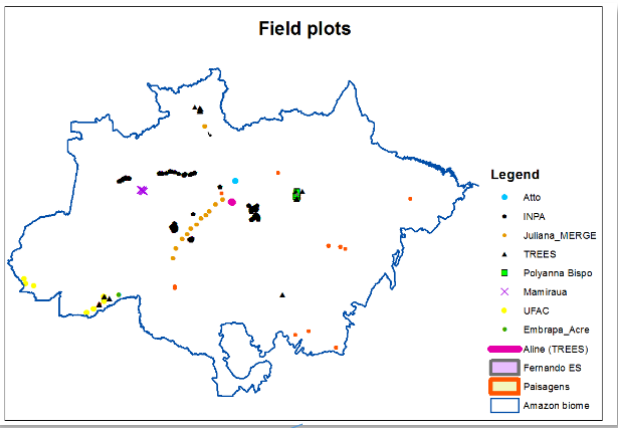 Field plots
Legend
Atto
INPA
Juliana_MERGE
TREES
Polyanna Bispo
Mamiraua
UFAC
Embrapa_Acre
Aline (TREES)
Fernando ES
Paisagens
Amazon biome